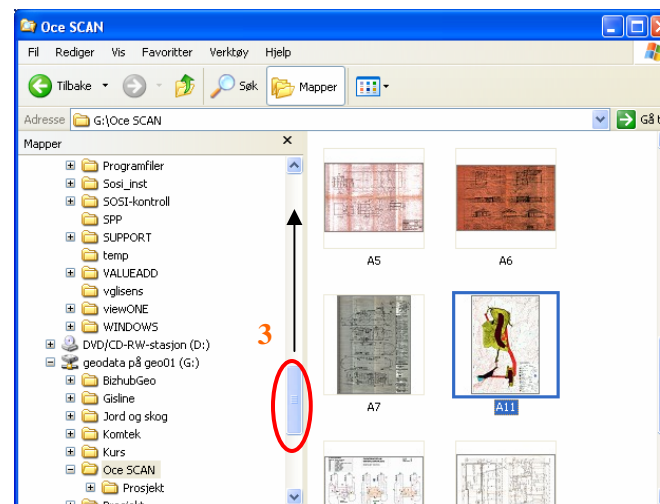 Oce SCAN
Fil Rediger Vis Favoritter Verktøy Hjelp
Tilbake Søk Mapper
Adresse G:\Oce SCAN Gå t
Mapper
Programfiler
Sosi_inst
SOSI-kontroll
SPP
SUPPORT
temp
VALUEADD
vglisens
viewONE
WINDOWS
DVD/CD-RW-stasjon (D:)
geodata på geo01 (G:)
BizhubGeo
Gisline
Jord og skog
Komtek
Kurs
Oce SCAN
Prosjekt
3
A5 A6
A7 A11